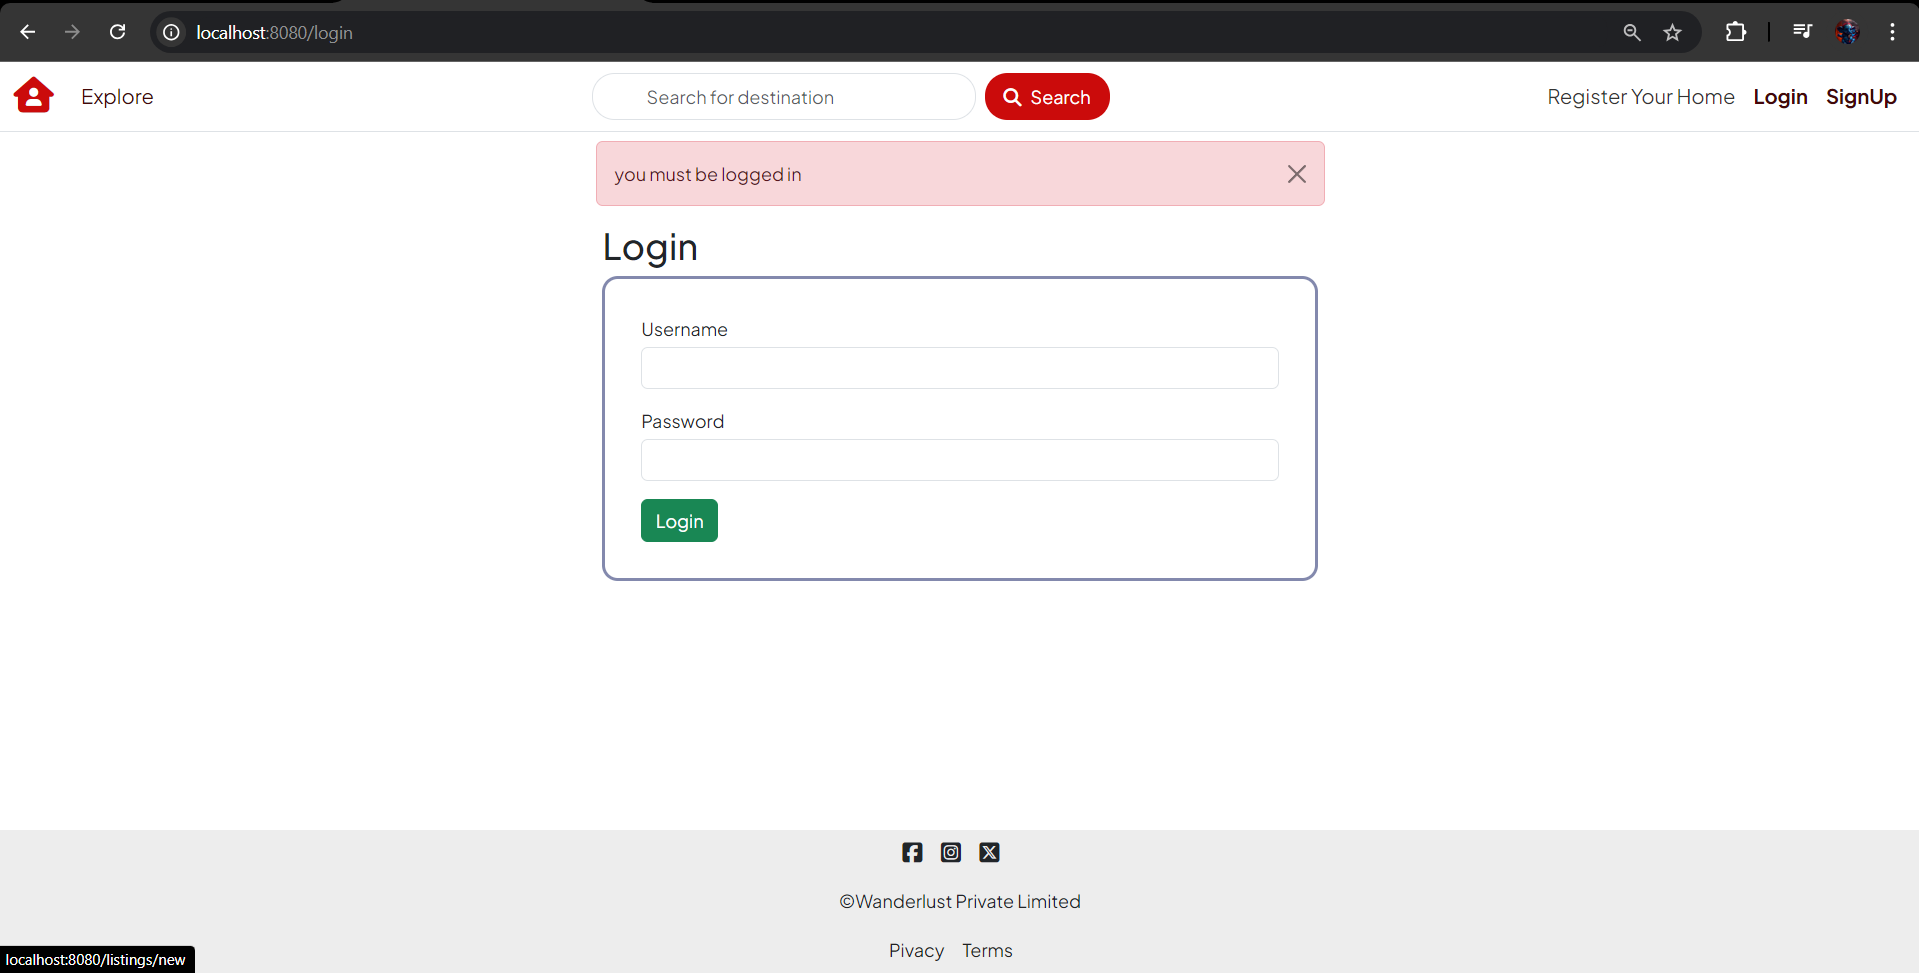 localhost:8080/login
Explore
Search for destination
Search
Register Your Home Login SignUp
you must be logged in
Login
Username
Password
Login
©Wanderlust Private Limited
Pivacy Terms
localhost:8080/listings/new